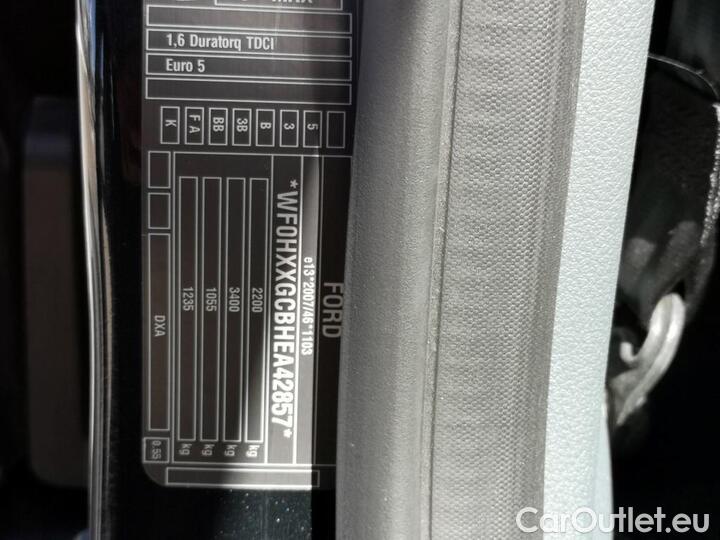 1,6 Duratorq TDCI
Euro 5
K
F A
BB
3B
B
3
5
FORD
e13*2007/46*1103
*WF0HXXGCBHEA42857*
2200 kg
3400 kg
1055 kg
1235 kg
DXA
0.55
CarOutlet.eu